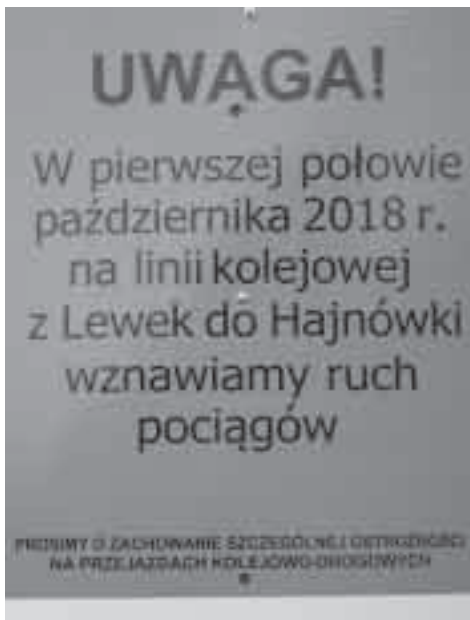 UWAGA!
W pierwszej połowie
października 2018 r.
na linii kolejowej
z Lewek do Hajnówki
wznawiamy ruch
pociągów
PROSIMY O ZACHOWANIE SZCZEGÓLNEJ OSTROŻNOŚCI
NA PRZEJAZDACH KOLEJOWO-DROGOWYCH